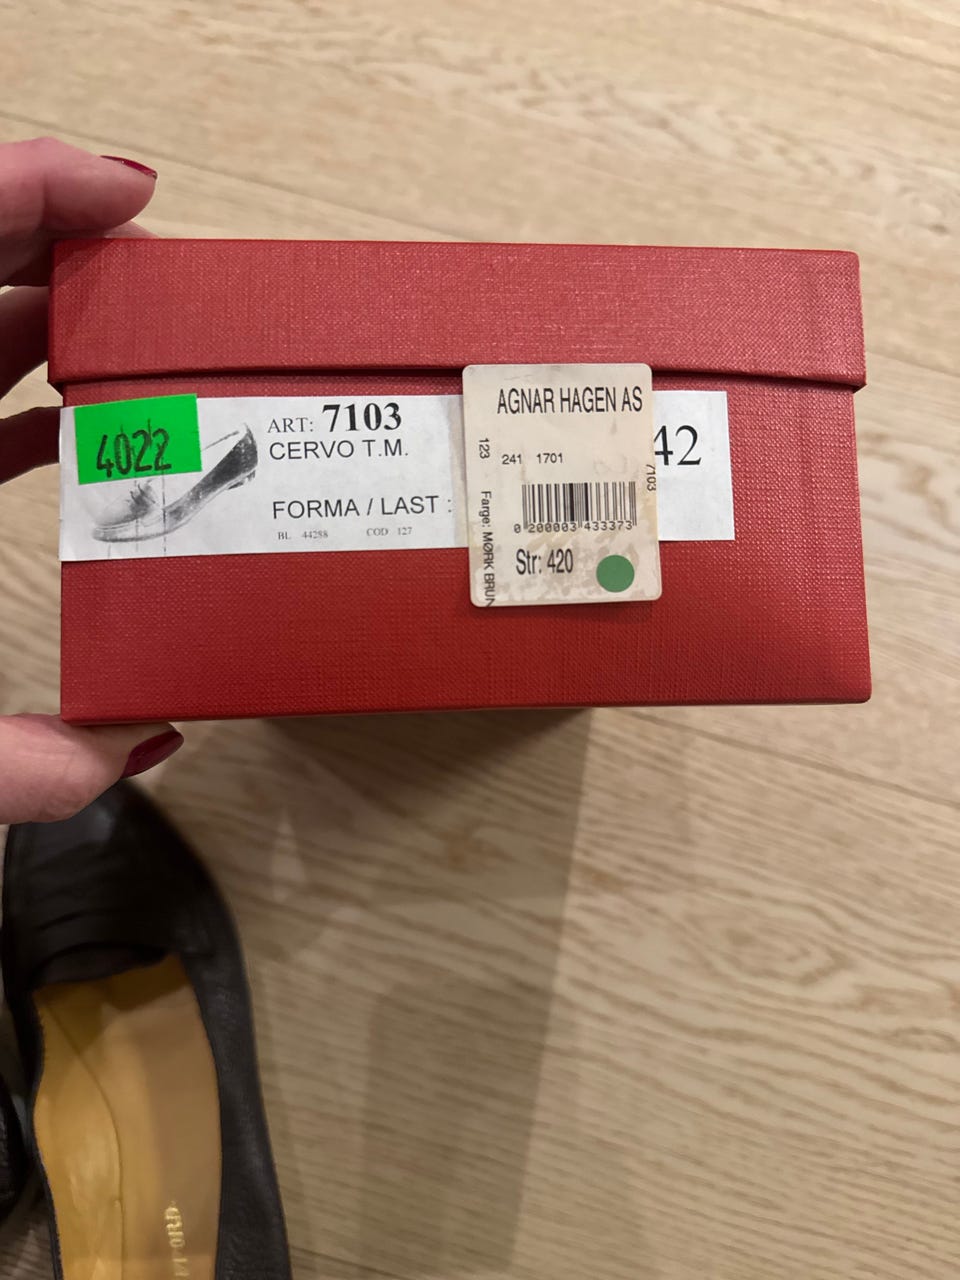 4022
ART: 7103
CERVO T.M.
FORMA / LAST :
BL 44288 COD 127
AGNAR HAGEN AS
123
241 1701
7103
0 200003 433373
Farge: MØRK BRUN
Str: 420
42